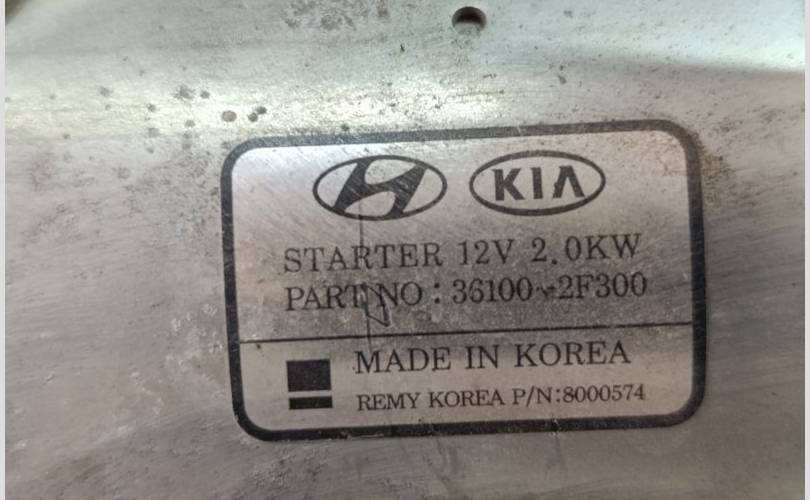 KIA
STARTER 12V 2.0KW
PART NO : 36100-2F300
MADE IN KOREA
REMY KOREA P/N:8000574